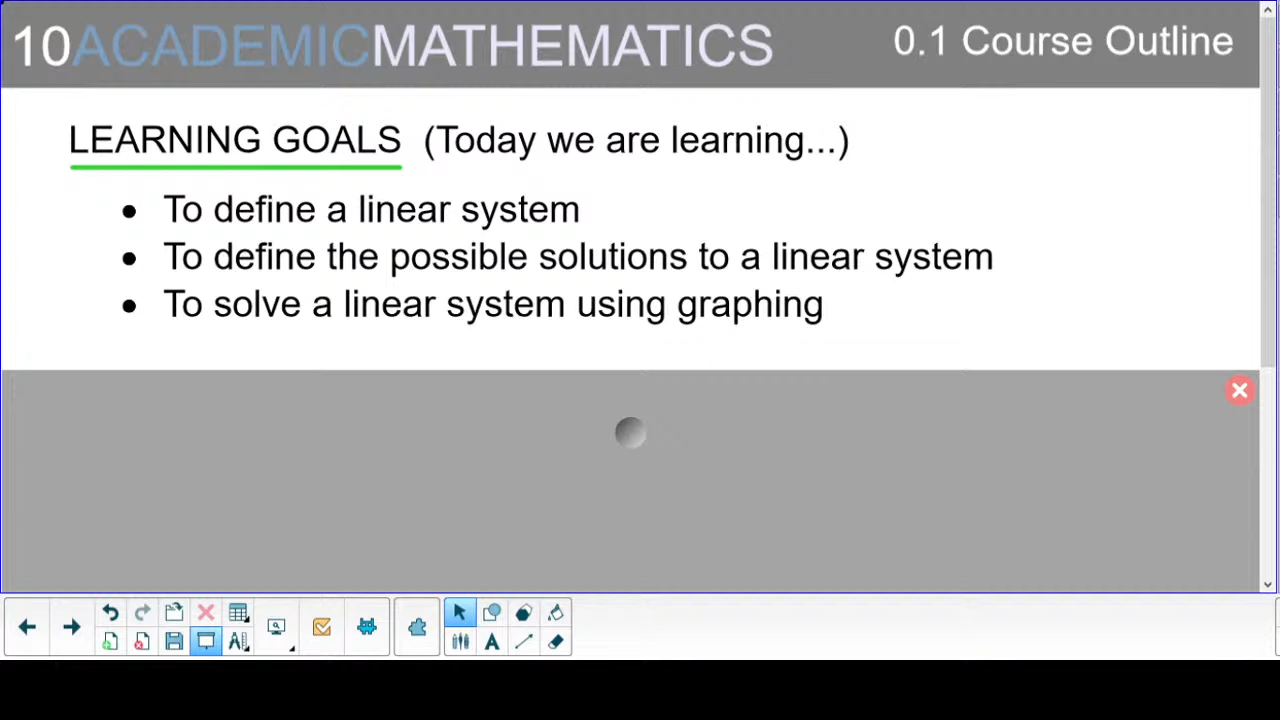 10ACADEMICMATHEMATICS 0.1 Course Outline
LEARNING GOALS (Today we are learning...)
• To define a linear system
• To define the possible solutions to a linear system
• To solve a linear system using graphing